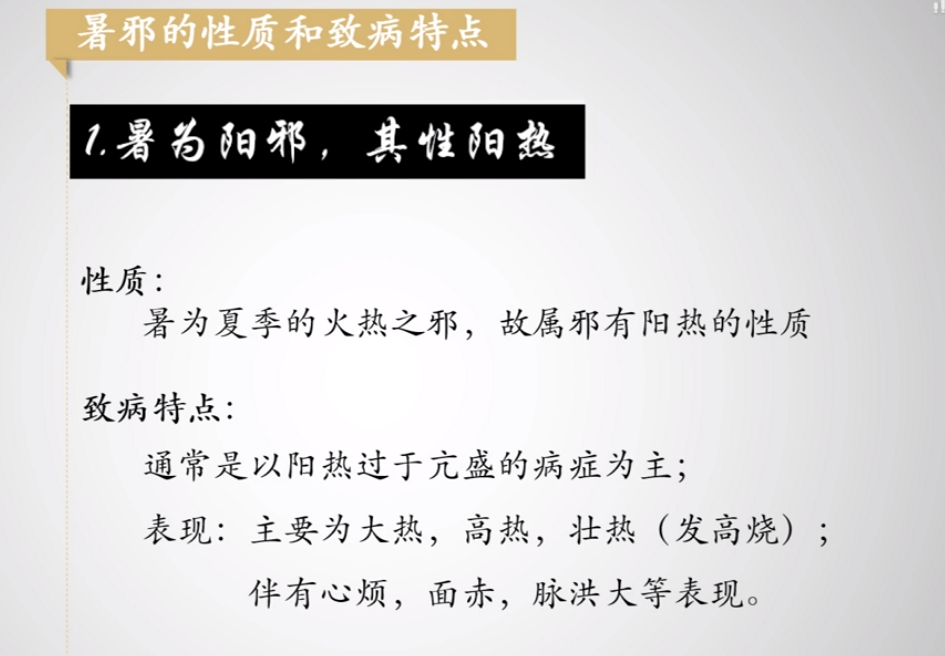 暑邪的性质和致病特点
1.暑为阳邪，其性阳热
性质：
暑为夏季的火热之邪，故属邪有阳热的性质
致病特点：
通常是以阳热过于亢盛的病症为主；
表现：主要为大热，高热，壮热（发高烧）；
伴有心烦，面赤，脉洪大等表现。